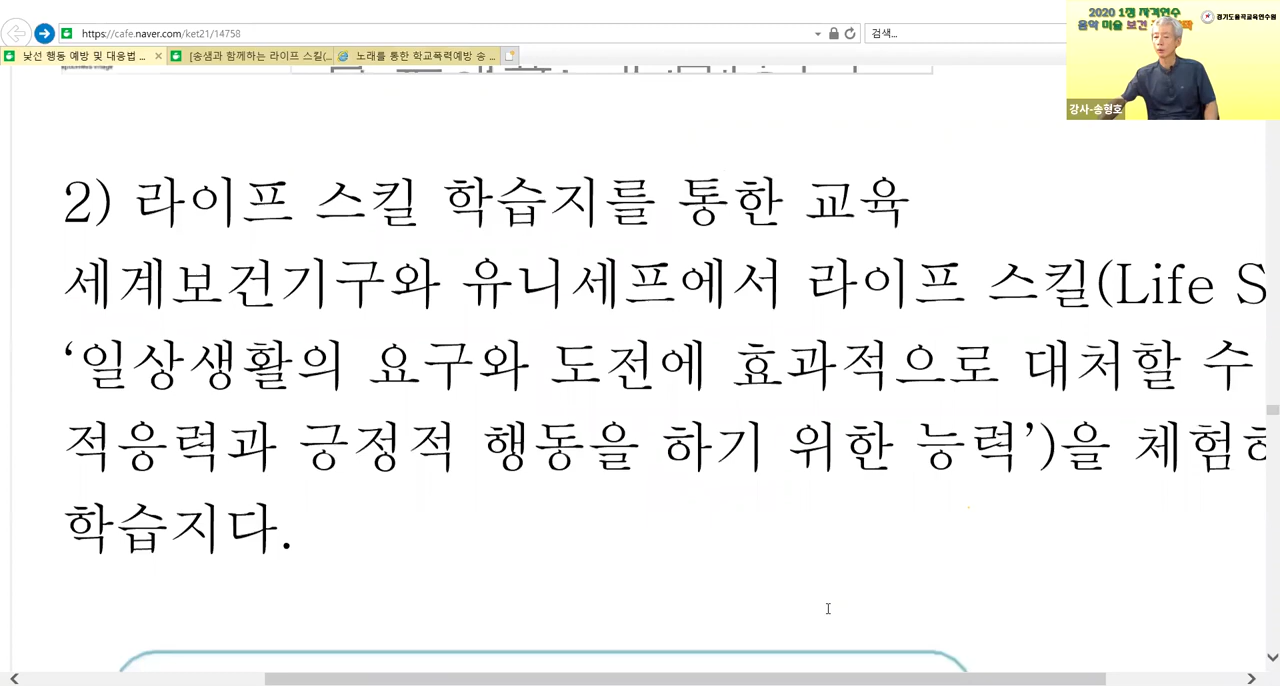 https://cafe.naver.com/ket21/14758
검색...
낯선 행동 예방 및 대응법 ...
[송샘과 함께하는 라이프 스킬(...
노래를 통한 학교폭력예방 송 ...
2020 1정 자격연수
음악 미술 보건
경기도율곡교육연수원
강사-송형호
2) 라이프 스킬 학습지를 통한 교육
세계보건기구와 유니세프에서 라이프 스킬(Life S
‘일상생활의 요구와 도전에 효과적으로 대처할 수
적응력과 긍정적 행동을 하기 위한 능력’)을 체험하
학습지다.